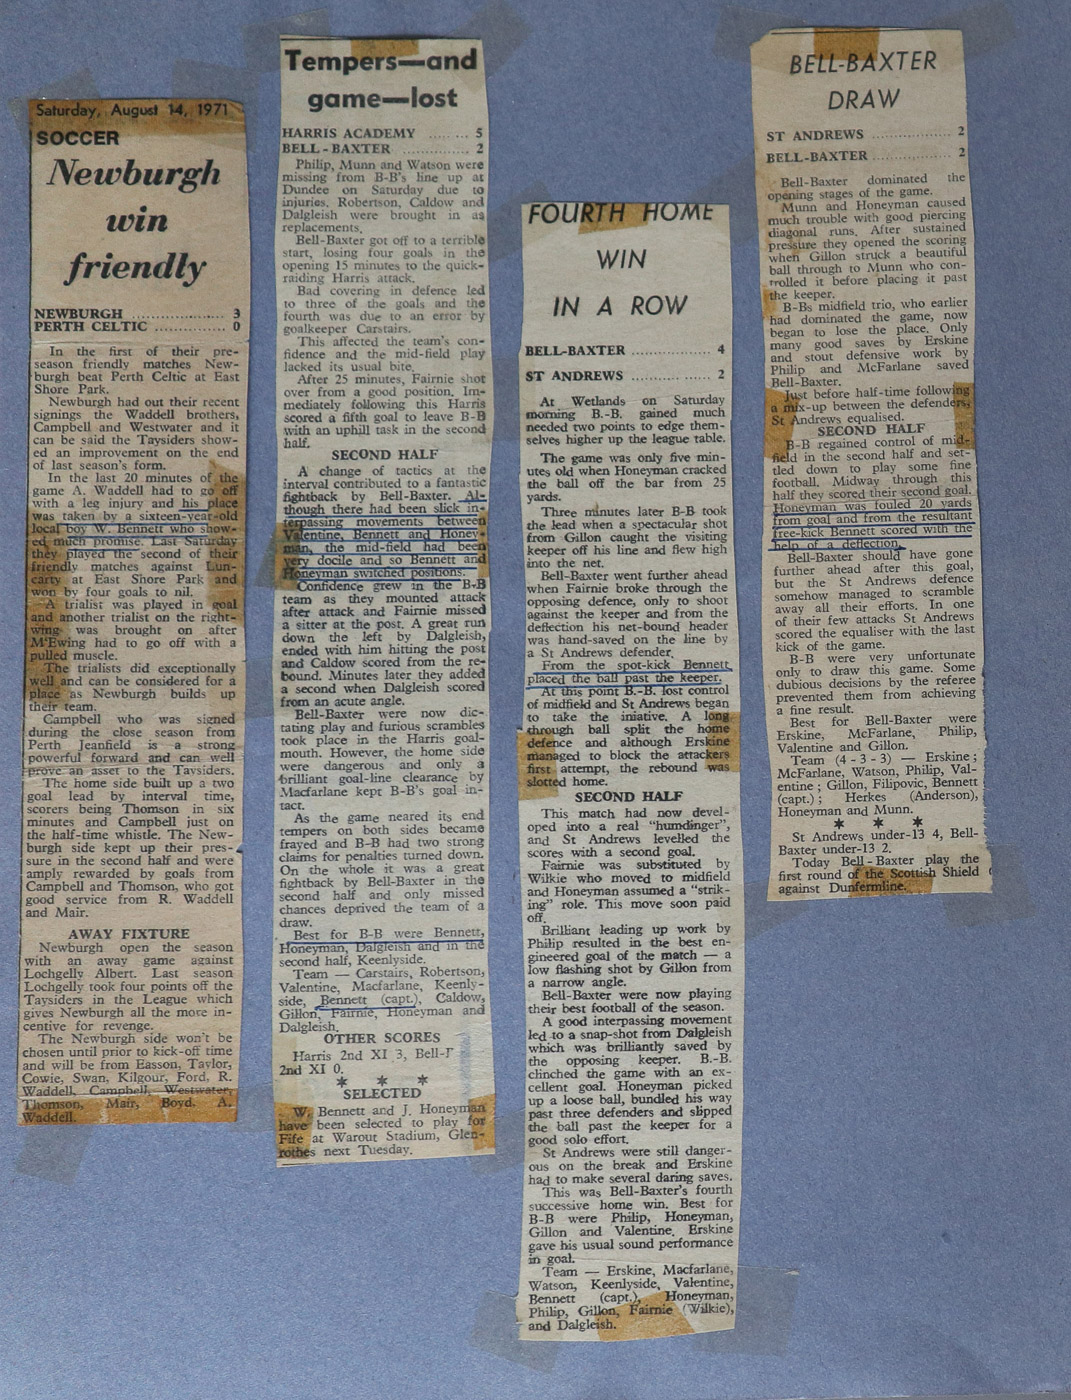 Saturday, August 14, 1971
SOCCER
Newburgh
win
friendly
NEWBURGH ................ 3
PERTH CELTIC ............ 0
In the first of their pre-
season friendly matches New-
burgh beat Perth Celtic at East
Shore Park.
Newburgh had out their recent
signings the Waddell brothers,
Campbell and Westwater and it
can be said the Taysiders show-
ed an improvement on the end
of last season's form.
In the last 20 minutes of the
game A. Waddell had to go off
with a leg injury and his place
was taken by a sixteen-year-old
local boy W. Bennett who show-
ed much promise. Last Saturday
they played the second of their
friendly matches against Lun-
carty at East Shore Park and
won by four goals to nil.
A trialist was played in goal
and another trialist on the right-
wing was brought on after
M'Ewing had to go off with a
pulled muscle.
The trialists did exceptionally
well and can be considered for a
place as Newburgh builds up
their team.
Campbell who was signed
during the close season from
Perth Jeanfield is a strong
powerful forward and can well
prove an asset to the Taysiders.
The home side built up a two
goal lead by interval time,
scorers being Thomson in six
minutes and Campbell just on
the half-time whistle. The New-
burgh side kept up their pres-
sure in the second half and were
amply rewarded by goals from
Campbell and Thomson, who got
good service from R. Waddell
and Mair.
AWAY FIXTURE
Newburgh open the season
with an away game against
Lochgelly Albert. Last season
Lochgelly took four points off the
Taysiders in the League which
gives Newburgh all the more in-
centive for revenge.
The Newburgh side won't be
chosen until prior to kick-off time
and will be from Easson, Taylor,
Cowie, Swan, Kilgour, Ford, R.
Waddell, Campbell, Westwater,
Thomson, Mair, Boyd, A.
Waddell.
Tempers—and
game—lost
HARRIS ACADEMY ........ 5
BELL-BAXTER ............ 2
Philip, Munn and Watson were
missing from B-B's line up at
Dundee on Saturday due to
injuries. Robertson, Caldow and
Dalgleish were brought in as
replacements.
Bell-Baxter got off to a terrible
start, losing four goals in the
opening 15 minutes to the quick-
raiding Harris attack.
Bad covering in defence led
to three of the goals and the
fourth was due to an error by
goalkeeper Carstairs.
This affected the team's con-
fidence and the mid-field play
lacked its usual bite.
After 25 minutes, Fairnie shot
over from a good position. Im-
mediately following this Harris
scored a fifth goal to leave B-B
with an uphill task in the second
half.
SECOND HALF
A change of tactics at the
interval contributed to a fantastic
fightback by Bell-Baxter. Al-
though there had been slick in-
terpassing movements between
Valentine, Bennett and Honey-
man, the mid-field had been
very docile and so Bennett and
Honeyman switched positions.
Confidence grew in the B-B
team as they mounted attack
after attack and Fairnie missed
a sitter at the post. A great run
down the left by Dalgleish,
ended with him hitting the post
and Caldow scored from the re-
bound. Minutes later they added
a second when Dalgleish scored
from an acute angle.
Bell-Baxter were now dic-
tating play and furious scrambles
took place in the Harris goal-
mouth. However, the home side
were dangerous and only a
brilliant goal-line clearance by
Macfarlane kept B-B's goal in-
tact.
As the game neared its end
tempers on both sides became
frayed and B-B had two strong
claims for penalties turned down.
On the whole it was a great
fightback by Bell-Baxter in the
second half and only missed
chances deprived the team of a
draw.
Best for B-B were Bennett,
Honeyman, Dalgleish and in the
second half, Keenlyside.
Team — Carstairs, Robertson,
Valentine, Macfarlane, Keenly-
side, Bennett (capt.), Caldow,
Gillon, Fairnie, Honeyman and
Dalgleish.
OTHER SCORES
Harris 2nd XI 3, Bell-
2nd XI 0.
* * *
SELECTED
W. Bennett and J. Honeyman
have been selected to play for
Fife at Warout Stadium, Glen-
rothes next Tuesday.
FOURTH HOME
WIN
IN A ROW
BELL-BAXTER ................ 4
ST ANDREWS ................ 2
At Wetlands on Saturday
morning B.-B. gained much
needed two points to edge them-
selves higher up the league table.
The game was only five min-
utes old when Honeyman cracked
the ball off the bar from 25
yards.
Three minutes later B-B took
the lead when a spectacular shot
from Gillon caught the visiting
keeper off his line and flew high
into the net.
Bell-Baxter went further ahead
when Fairnie broke through the
opposing defence, only to shoot
against the keeper and from the
deflection his net-bound header
was hand-saved on the line by
a St Andrews defender.
From the spot-kick Bennett
placed the ball past the keeper.
At this point B.-B. lost control
of midfield and St Andrews began
to take the iniative. A long
through ball split the home
defence and although Erskine
managed to block the attackers
first attempt, the rebound was
slotted home.
SECOND HALF
This match had now devel-
oped into a real "humdinger",
and St Andrews levelled the
scores with a second goal.
Fairnie was substituted by
Wilkie who moved to midfield
and Honeyman assumed a "strik-
ing" role. This move soon paid
off.
Brilliant leading up work by
Philip resulted in the best en-
gineered goal of the match — a
low flashing shot by Gillon from
a narrow angle.
Bell-Baxter were now playing
their best football of the season.
A good interpassing movement
led to a snap-shot from Dalgleish
which was brilliantly saved by
the opposing keeper. B.-B.
clinched the game with an ex-
cellent goal. Honeyman picked
up a loose ball, bundled his way
past three defenders and slipped
the ball past the keeper for a
good solo effort.
St Andrews were still danger-
ous on the break and Erskine
had to make several daring saves.
This was Bell-Baxter's fourth
successive home win. Best for
B-B were Philip, Honeyman,
Gillon and Valentine. Erskine
gave his usual sound performance
in goal.
Team — Erskine, Macfarlane,
Watson, Keenlyside, Valentine,
Bennett (capt.), Honeyman,
Philip, Gillon, Fairnie (Wilkie),
and Dalgleish.
BELL-BAXTER
DRAW
ST ANDREWS ................ 2
BELL-BAXTER ................ 2
Bell-Baxter dominated the
opening stages of the game.
Munn and Honeyman caused
much trouble with good piercing
diagonal runs. After sustained
pressure they opened the scoring
when Gillon struck a beautiful
ball through to Munn who con-
trolled it before placing it past
the keeper.
B-Bs midfield trio, who earlier
had dominated the game, now
began to lose the place. Only
many good saves by Erskine
and stout defensive work by
Philip and McFarlane saved
Bell-Baxter.
Just before half-time following
a mix-up between the defenders,
St Andrews equalised.
SECOND HALF
B-B regained control of mid-
field in the second half and set-
tled down to play some fine
football. Midway through this
half they scored their second goal.
Honeyman was fouled 20 yards
from goal and from the resultant
free-kick Bennett scored with the
help of a deflection.
Bell-Baxter should have gone
further ahead after this goal,
but the St Andrews defence
somehow managed to scramble
away all their efforts. In one
of their few attacks St Andrews
scored the equaliser with the last
kick of the game.
B-B were very unfortunate
only to draw this game. Some
dubious decisions by the referee
prevented them from achieving
a fine result.
Best for Bell-Baxter were
Erskine, McFarlane, Philip,
Valentine and Gillon.
Team (4-3-3) — Erskine;
McFarlane, Watson, Philip, Val-
entine; Gillon, Filipovic, Bennett
(capt.); Herkes (Anderson),
Honeyman and Munn.
* * *
St Andrews under-13 4, Bell-
Baxter under-13 2.
Today Bell-Baxter play the
first round of the Scottish Shield
against Dunfermline.